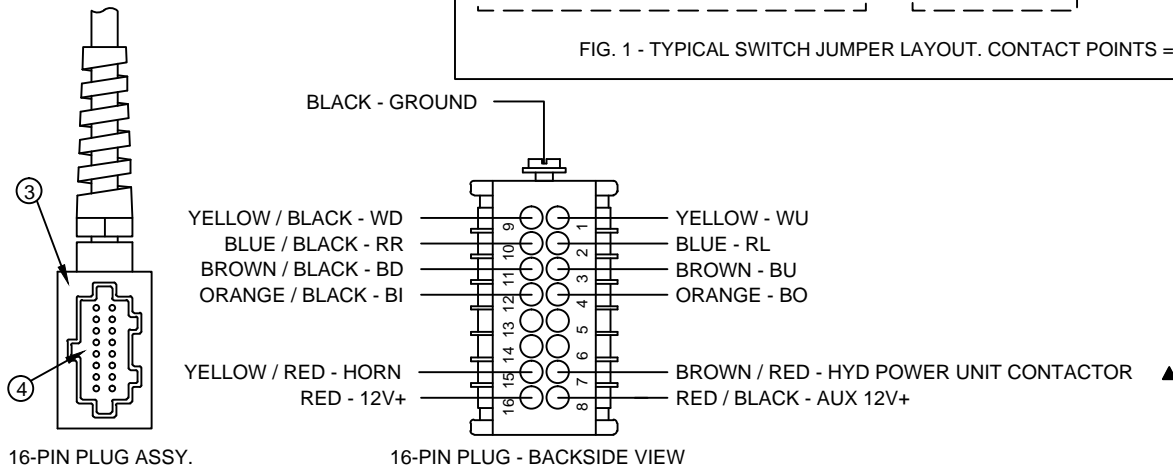 FIG. 1 - TYPICAL SWITCH JUMPER LAYOUT. CONTACT POINTS =
BLACK - GROUND
3
4
YELLOW / BLACK - WD
BLUE / BLACK - RR
BROWN / BLACK - BD
ORANGE / BLACK - BI
YELLOW / RED - HORN
RED - 12V+
9
10
11
12
13
14
15
16
1
2
3
4
5
6
7
8
YELLOW - WU
BLUE - RL
BROWN - BU
ORANGE - BO
BROWN / RED - HYD POWER UNIT CONTACTOR
RED / BLACK - AUX 12V+
16-PIN PLUG ASSY.
16-PIN PLUG - BACKSIDE VIEW